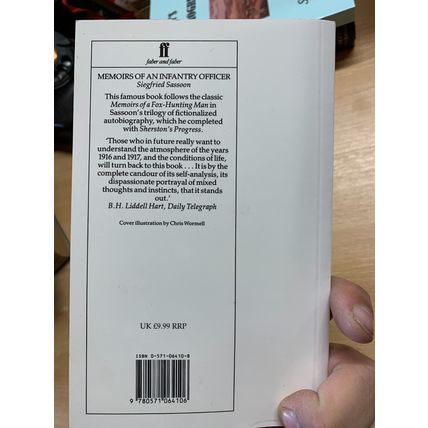 ff
faber and faber
MEMOIRS OF AN INFANTRY OFFICER
Siegfried Sassoon
This famous book follows the classic
Memoirs of a Fox-Hunting Man in
Sassoon's trilogy of fictionalized
autobiography, which he completed
with Sherston's Progress.
'Those who in future really want to
understand the atmosphere of the years
1916 and 1917, and the conditions of life,
will turn back to this book . . . It is by the
complete candour of its self-analysis, its
dispassionate portrayal of mixed
thoughts and instincts, that it stands
out.'
B.H. Liddell Hart, Daily Telegraph
Cover illustration by Chris Wormell
UK £9.99 RRP
ISBN 0-571-06410-8
9 780571 064106